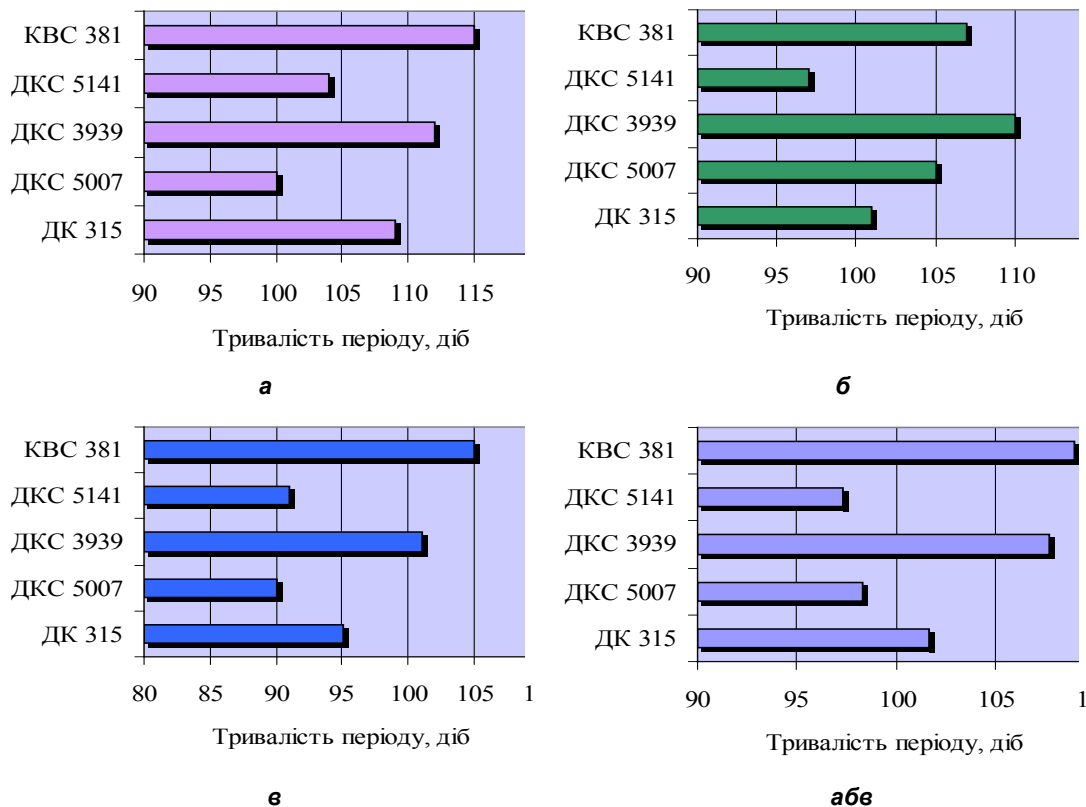 КВС 381
ДКС 5141
ДКС 3939
ДКС 5007
ДК 315
90 95 100 105 110 115
Тривалість періоду, діб
а
КВС 381
ДКС 5141
ДКС 3939
ДКС 5007
ДК 315
90 95 100 105 110
Тривалість періоду, діб
б
КВС 381
ДКС 5141
ДКС 3939
ДКС 5007
ДК 315
80 85 90 95 100 105 1
Тривалість періоду, діб
в
КВС 381
ДКС 5141
ДКС 3939
ДКС 5007
ДК 315
90 95 100 105 1
Тривалість періоду, діб
абв